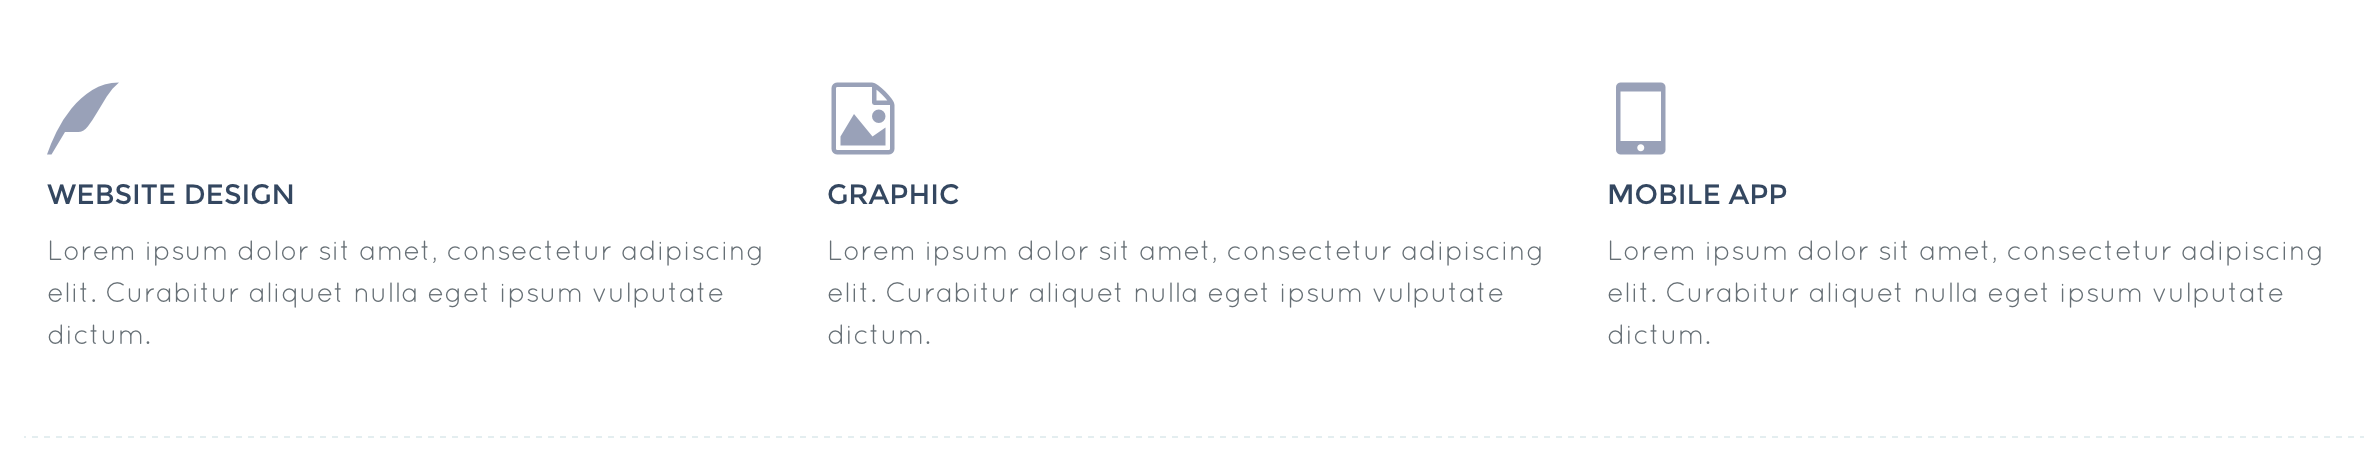 WEBSITE DESIGN
Lorem ipsum dolor sit amet, consectetur adipiscing
elit. Curabitur aliquet nulla eget ipsum vulputate
dictum.
GRAPHIC
Lorem ipsum dolor sit amet, consectetur adipiscing
elit. Curabitur aliquet nulla eget ipsum vulputate
dictum.
MOBILE APP
Lorem ipsum dolor sit amet, consectetur adipiscing
elit. Curabitur aliquet nulla eget ipsum vulputate
dictum.